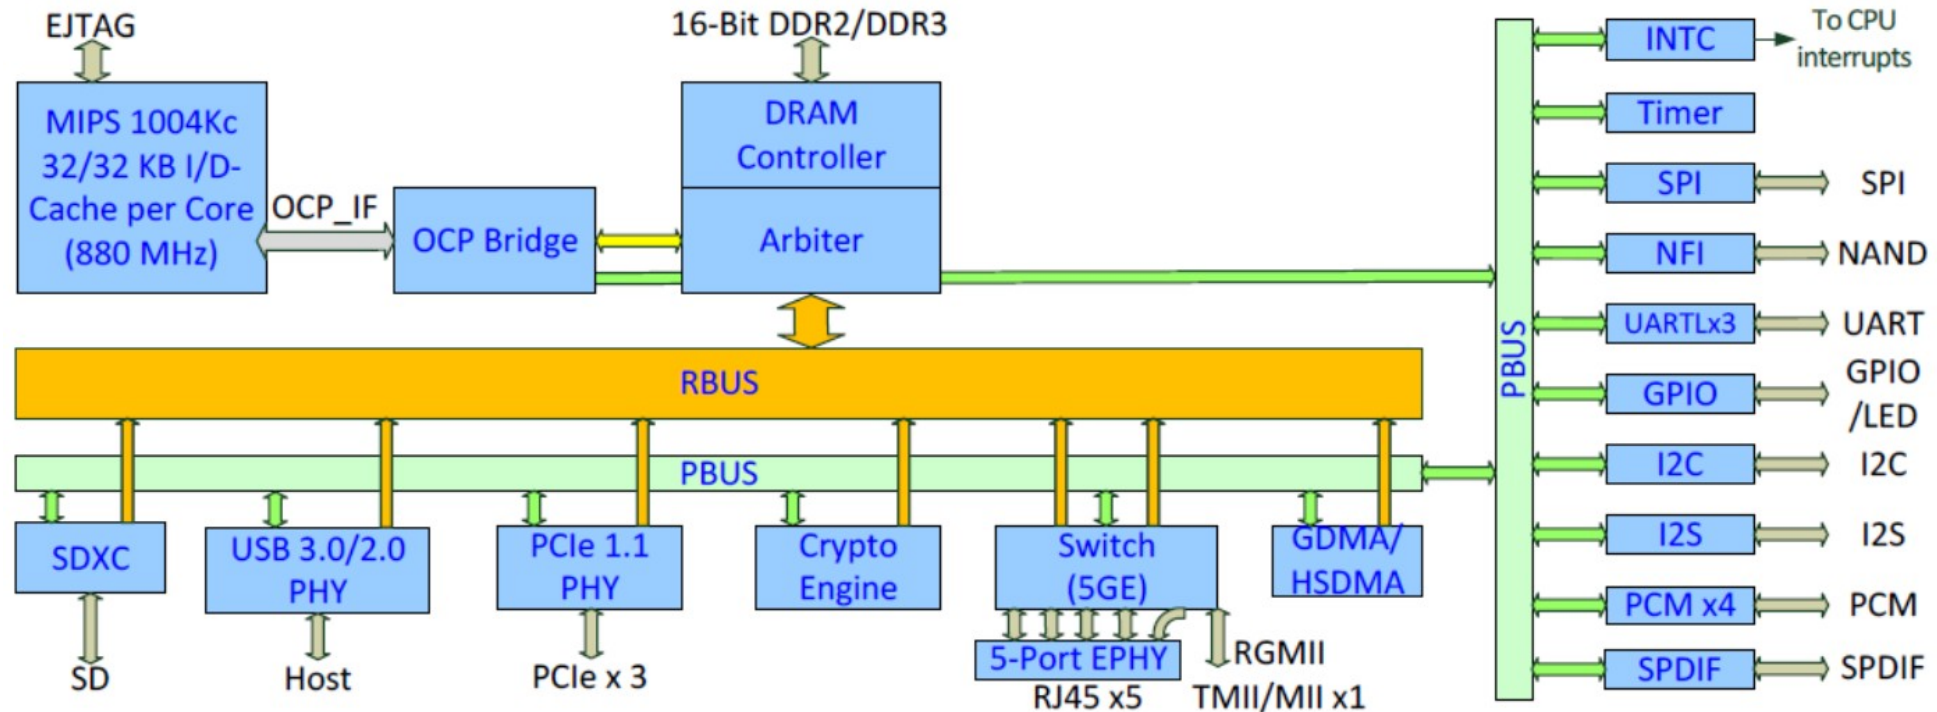 EJTAG
MIPS 1004Kc
32/32 KB I/D-
Cache per Core
(880 MHz)
OCP_IF
OCP Bridge
16-Bit DDR2/DDR3
DRAM
Controller
Arbiter
RBUS
PBUS
SDXC
SD
USB 3.0/2.0
PHY
Host
PCIe 1.1
PHY
PCIe x 3
Crypto
Engine
Switch
(5GE)
5-Port EPHY
RJ45 x5
RGMII
TMII/MII x1
GDMA/
HSDMA
PBUS
INTC
To CPU
interrupts
Timer
SPI
SPI
NFI
NAND
UARTLx3
UART
GPIO
GPIO
/LED
I2C
I2C
I2S
I2S
PCM x4
PCM
SPDIF
SPDIF